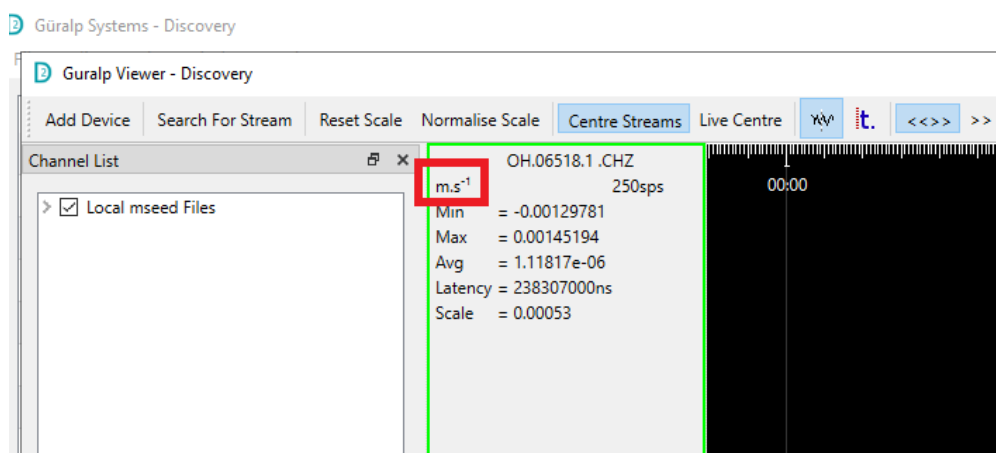 Güralp Systems - Discovery
F
Guralp Viewer - Discovery
Add Device Search For Stream Reset Scale Normalise Scale Centre Streams Live Centre t. <<>> >>
Channel List
Local mseed Files
OH.06518.1 .CHZ
m.s⁻¹ 250sps
Min = -0.00129781
Max = 0.00145194
Avg = 1.11817e-06
Latency = 238307000ns
Scale = 0.00053
00:00